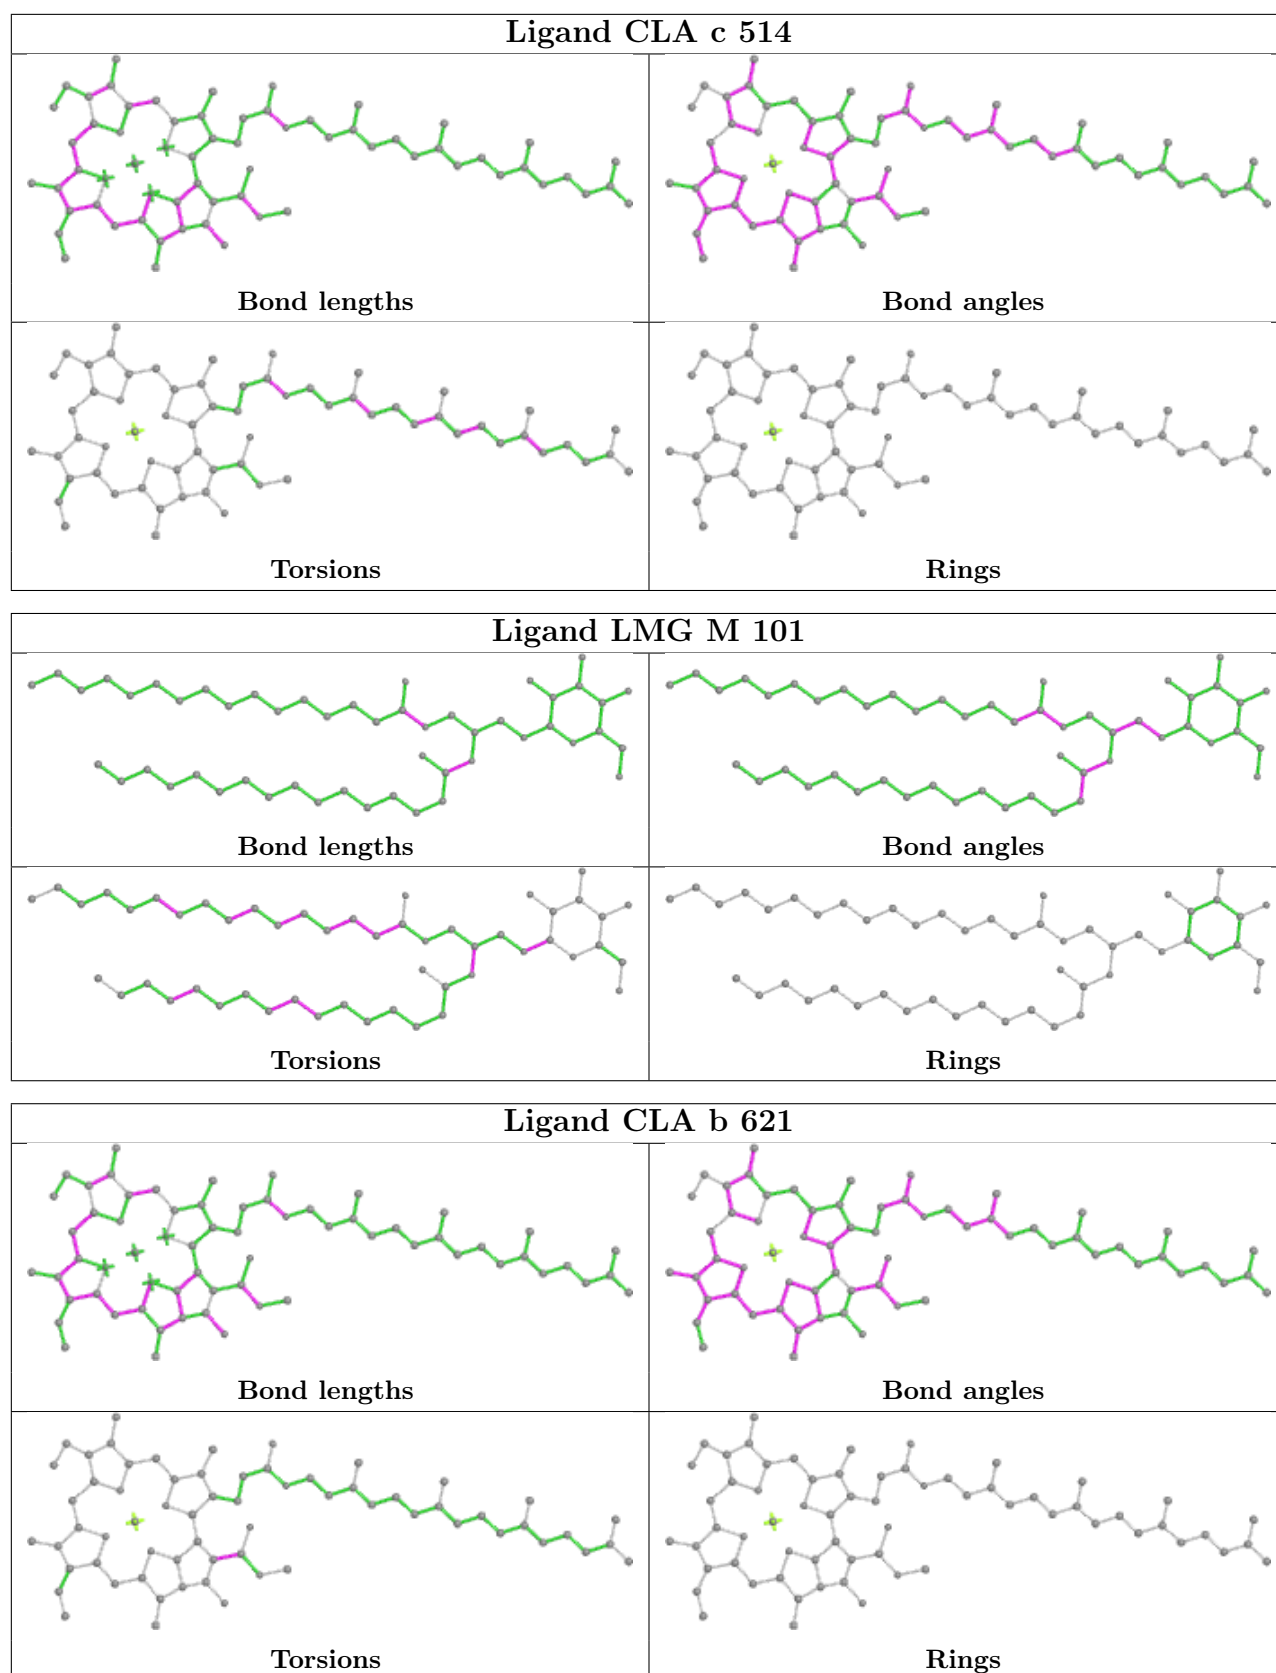 Ligand CLA c 514
Bond lengths
Bond angles
Torsions
Rings
Ligand LMG M 101
Bond lengths
Bond angles
Torsions
Rings
Ligand CLA b 621
Bond lengths
Bond angles
Torsions
Rings